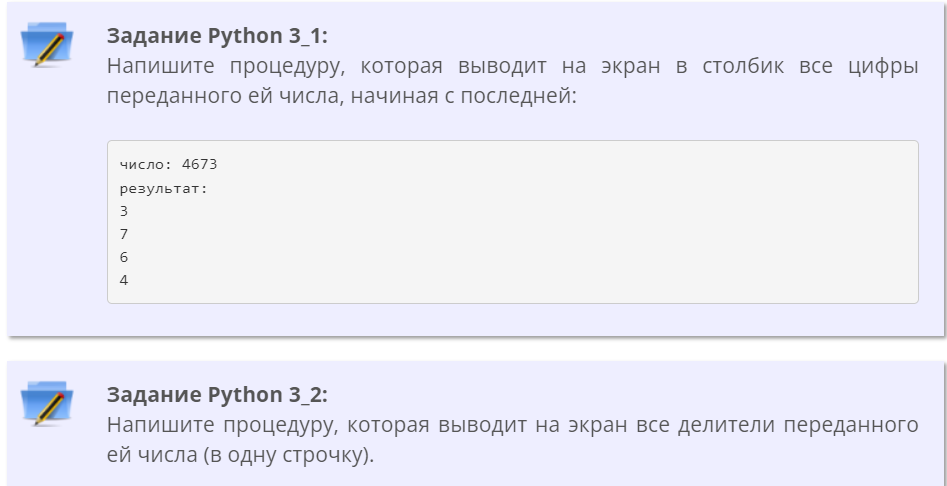 Задание Python 3_1:
Напишите процедуру, которая выводит на экран в столбик все цифры
переданного ей числа, начиная с последней:
число: 4673
результат:
3
7
6
4
Задание Python 3_2:
Напишите процедуру, которая выводит на экран все делители переданного
ей числа (в одну строчку).